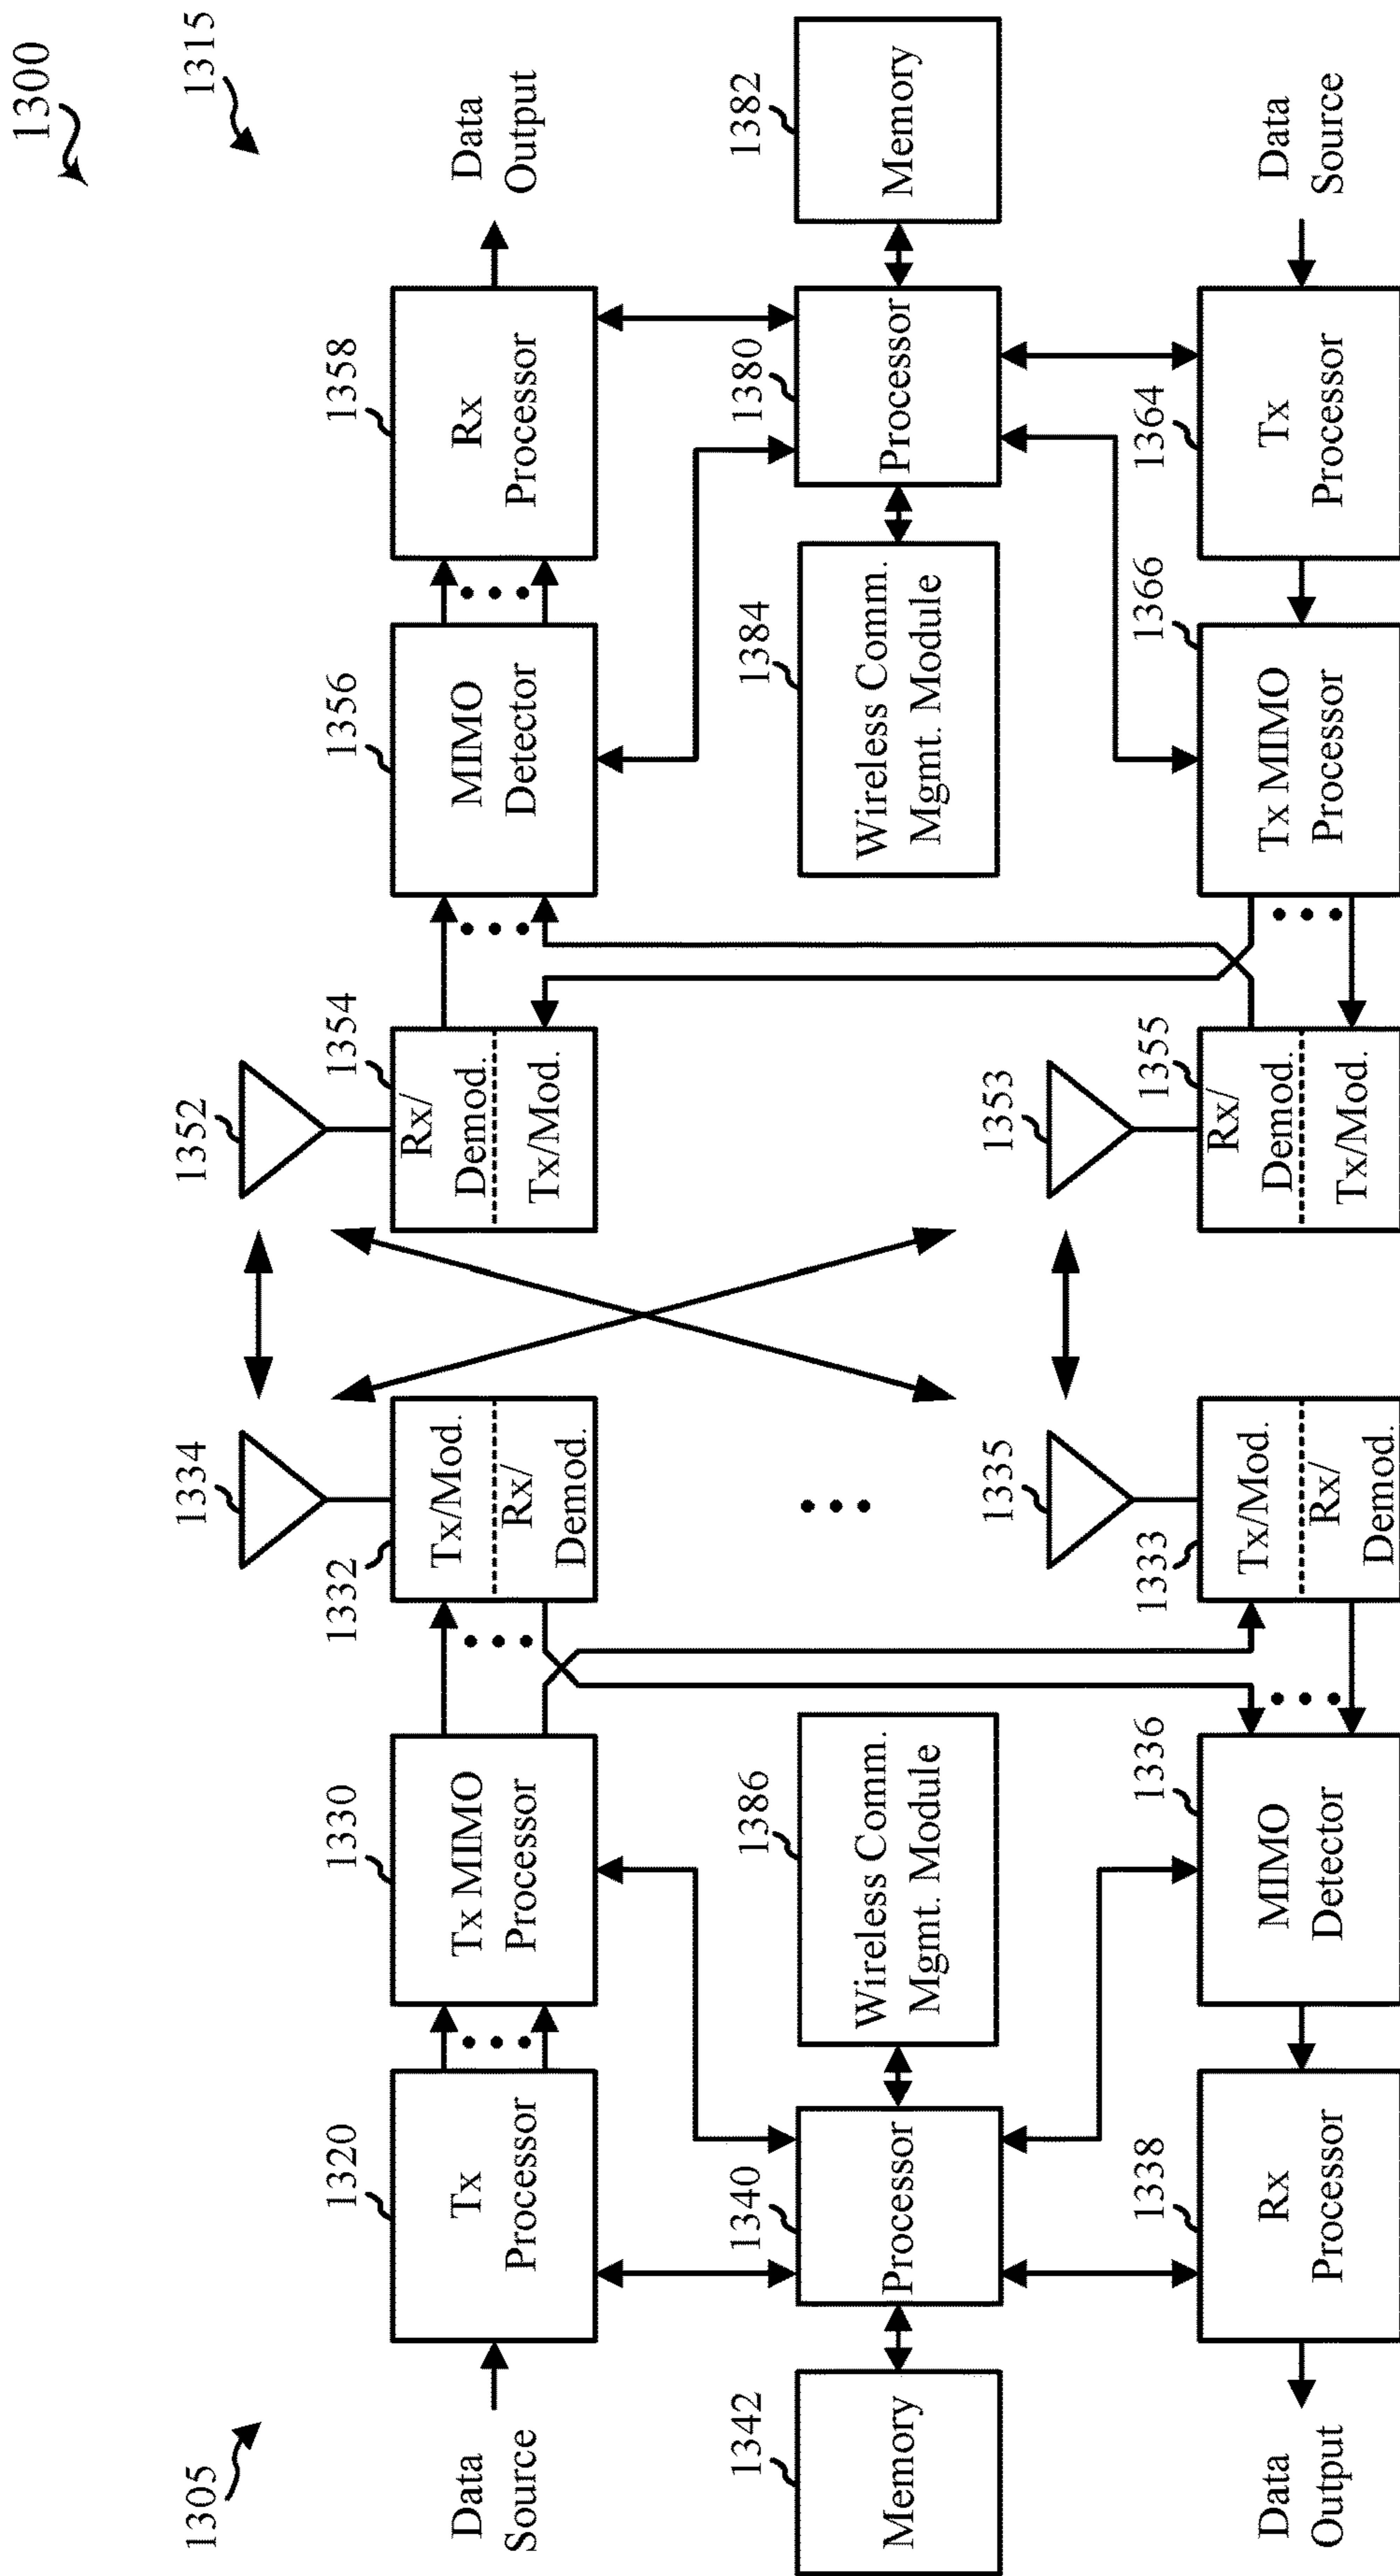 1300
1305
1315
1334
1352
Data
Source
1320
Tx
Processor
1330
Tx MIMO
Processor
1332
Tx/Mod.
Rx/
Demod.
1354
Rx/
Demod.
Tx/Mod.
1356
MIMO
Detector
1358
Rx
Processor
Data
Output
1342
Memory
1340
Processor
1386
Wireless Comm.
Mgmt. Module
1384
Wireless Comm.
Mgmt. Module
1380
Processor
1382
Memory
1335
1353
Data
Output
1338
Rx
Processor
1336
MIMO
Detector
1333
Tx/Mod.
Rx/
Demod.
1355
Rx/
Demod.
Tx/Mod.
1366
Tx MIMO
Processor
1364
Tx
Processor
Data
Source